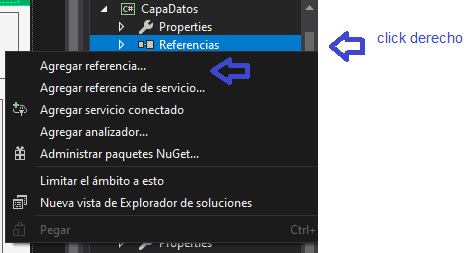 C# CapaDatos
Properties
Referencias
click derecho
Agregar referencia...
Agregar referencia de servicio...
Agregar servicio conectado
Agregar analizador...
Administrar paquetes NuGet...
Limitar el ámbito a esto
Nueva vista de Explorador de soluciones
Pegar Ctrl+
Properties